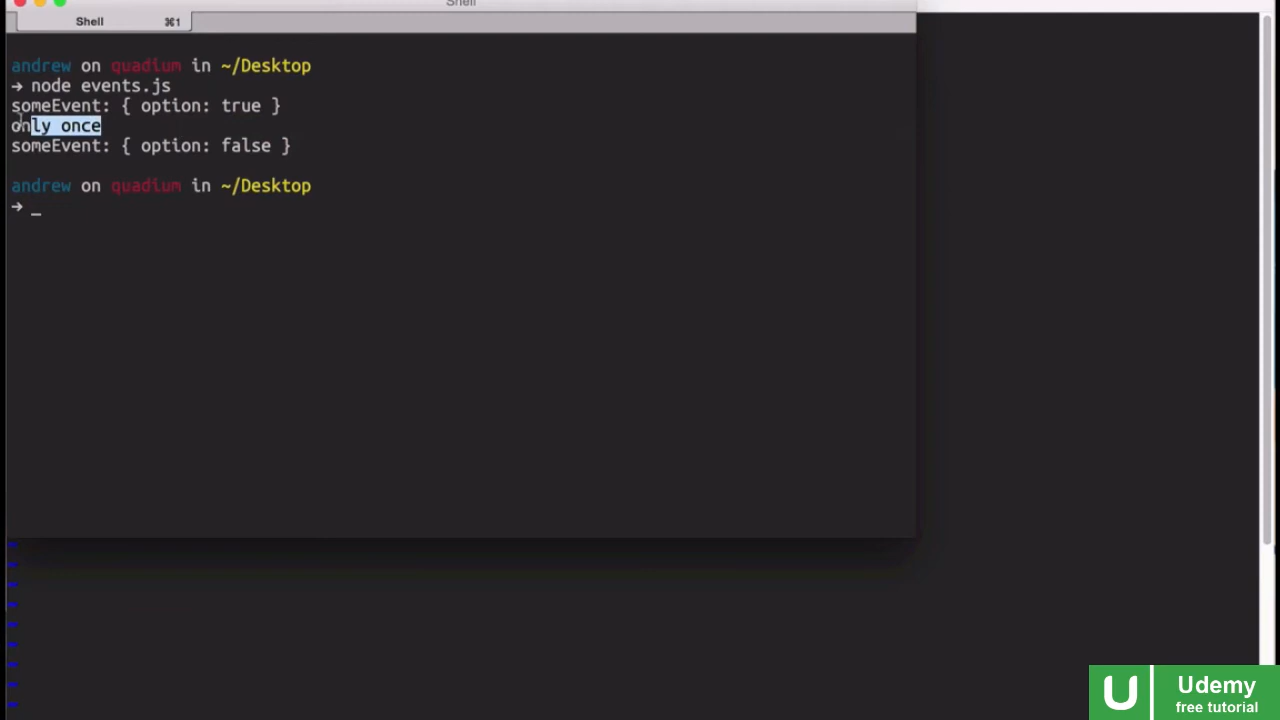 Shell
Shell ⌘1
andrew on quadium in ~/Desktop
➜ node events.js
someEvent: { option: true }
only once
someEvent: { option: false }
andrew on quadium in ~/Desktop
➜ _
~
~
~
~
~
~
~
~
~
U Udemy
free tutorial